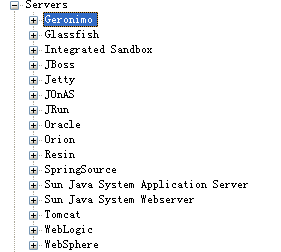 Servers
Geronimo
Glassfish
Integrated Sandbox
JBoss
Jetty
JOnAS
JRun
Oracle
Orion
Resin
SpringSource
Sun Java System Application Server
Sun Java System Webserver
Tomcat
WebLogic
WebSphere